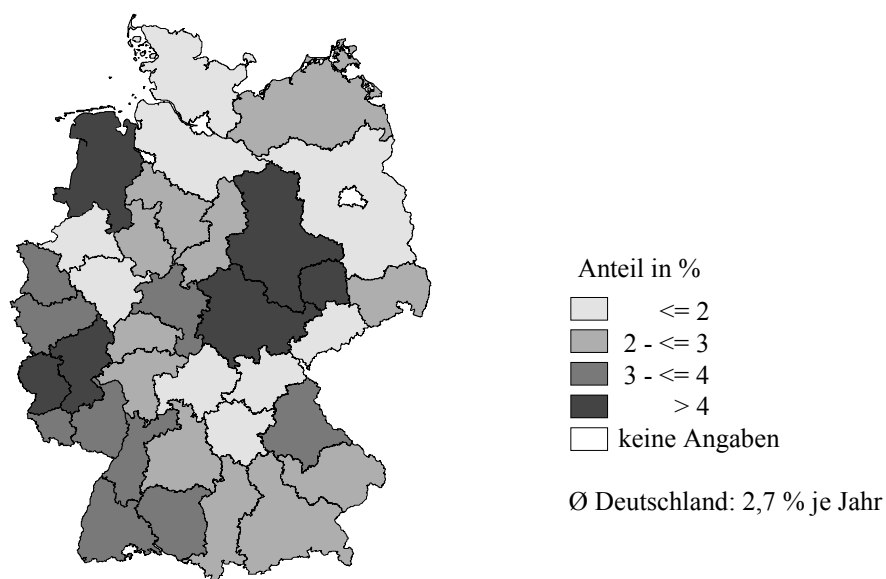 Anteil in %
<= 2
2 - <= 3
3 - <= 4
> 4
keine Angaben
Ø Deutschland: 2,7 % je Jahr